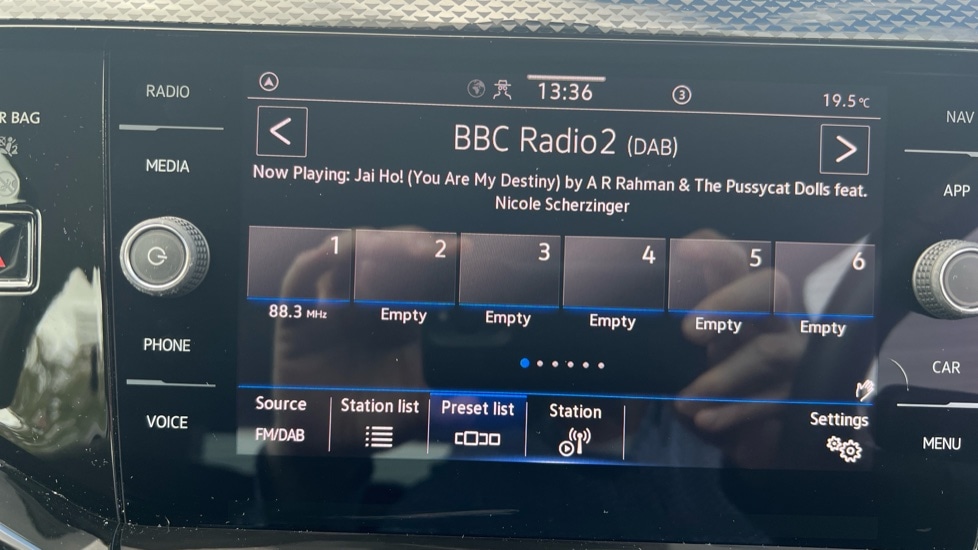 RADIO
MEDIA
PHONE
VOICE
R BAG
13:36
3
19.5°C
<
BBC Radio2 (DAB)
>
Now Playing: Jai Ho! (You Are My Destiny) by A R Rahman & The Pussycat Dolls feat.
Nicole Scherzinger
1 2 3 4 5 6
88.3 MHz Empty Empty Empty Empty Empty
Source Station list Preset list Station Settings
FM/DAB
NAV
APP
CAR
MENU